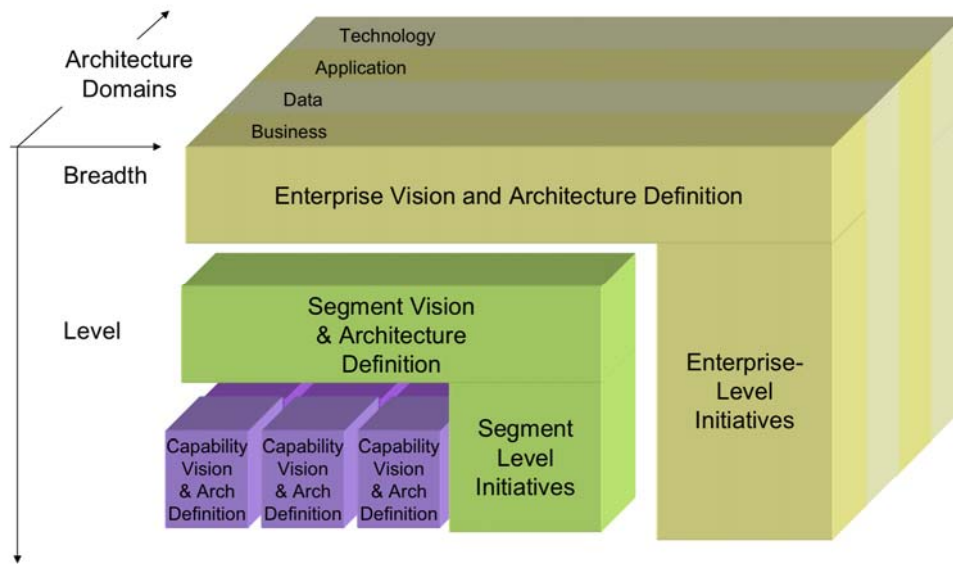 Architecture
Domains
Technology
Application
Data
Business
Breadth
Enterprise Vision and Architecture Definition
Level
Segment Vision
& Architecture
Definition
Enterprise-
Level
Initiatives
Capability
Vision
& Arch
Definition
Capability
Vision
& Arch
Definition
Capability
Vision
& Arch
Definition
Segment
Level
Initiatives